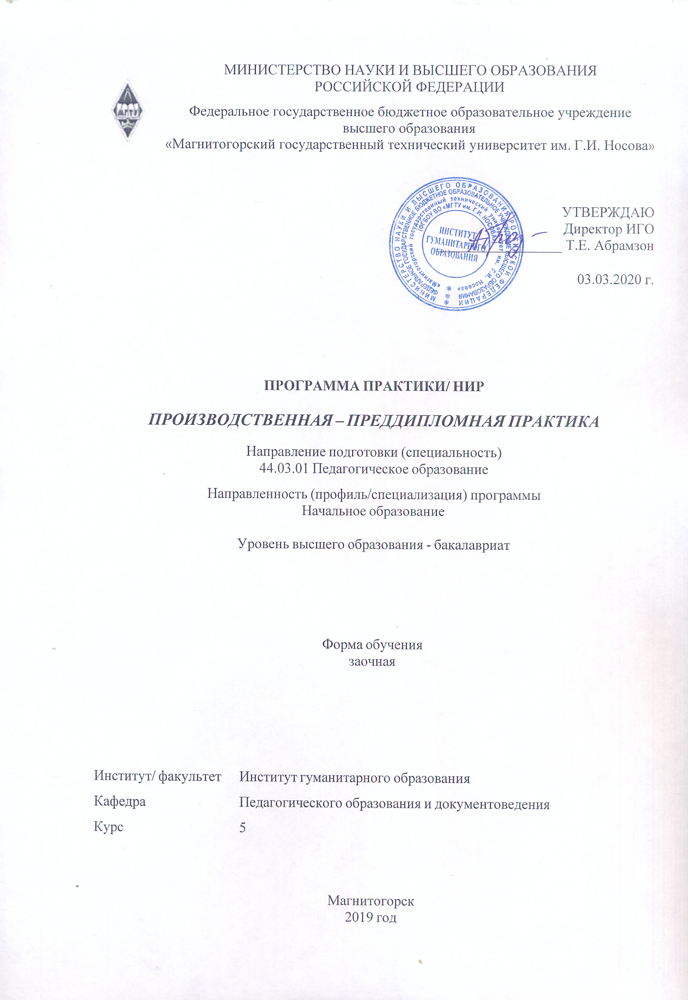 МИНИСТЕРСТВО НАУКИ И ВЫСШЕГО ОБРАЗОВАНИЯ
РОССИЙСКОЙ ФЕДЕРАЦИИ
МГТУ
Федеральное государственное бюджетное образовательное учреждение
высшего образования
«Магнитогорский государственный технический университет им. Г.И. Носова»
МИНИСТЕРСТВО НАУКИ И ВЫСШЕГО ОБРАЗОВАНИЯ РОССИЙСКОЙ ФЕДЕРАЦИИ
ФЕДЕРАЛЬНОЕ ГОСУДАРСТВЕННОЕ БЮДЖЕТНОЕ ОБРАЗОВАТЕЛЬНОЕ УЧРЕЖДЕНИЕ ВЫСШЕГО ОБРАЗОВАНИЯ
«Магнитогорский государственный технический университет им. Г.И. Носова»
(ФГБОУ ВО «МГТУ им. Г.И. НОСОВА»)
ИНСТИТУТ
ГУМАНИТАРНОГО
ОБРАЗОВАНИЯ
УТВЕРЖДАЮ
Директор ИГО
Т.Е. Абрамзон
03.03.2020 г.
ПРОГРАММА ПРАКТИКИ/ НИР
ПРОИЗВОДСТВЕННАЯ – ПРЕДДИПЛОМНАЯ ПРАКТИКА
Направление подготовки (специальность)
44.03.01 Педагогическое образование
Направленность (профиль/специализация) программы
Начальное образование
Уровень высшего образования - бакалавриат
Форма обучения
заочная
Институт/ факультет Институт гуманитарного образования
Кафедра Педагогического образования и документоведения
Курс 5
Магнитогорск
2019 год